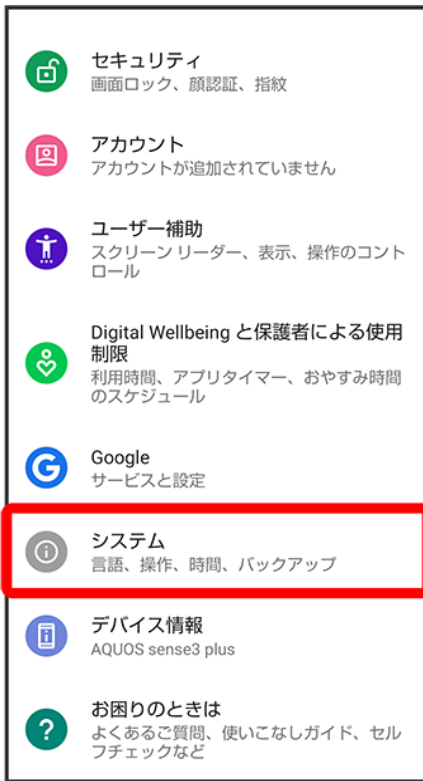 セキュリティ
画面ロック、顔認証、指紋
アカウント
アカウントが追加されていません
ユーザー補助
スクリーン リーダー、表示、操作のコント
ロール
Digital Wellbeing と保護者による使用
制限
利用時間、アプリタイマー、おやすみ時間
のスケジュール
Google
サービスと設定
システム
言語、操作、時間、バックアップ
デバイス情報
AQUOS sense3 plus
お困りのときは
よくあるご質問、使いこなしガイド、セル
フチェックなど